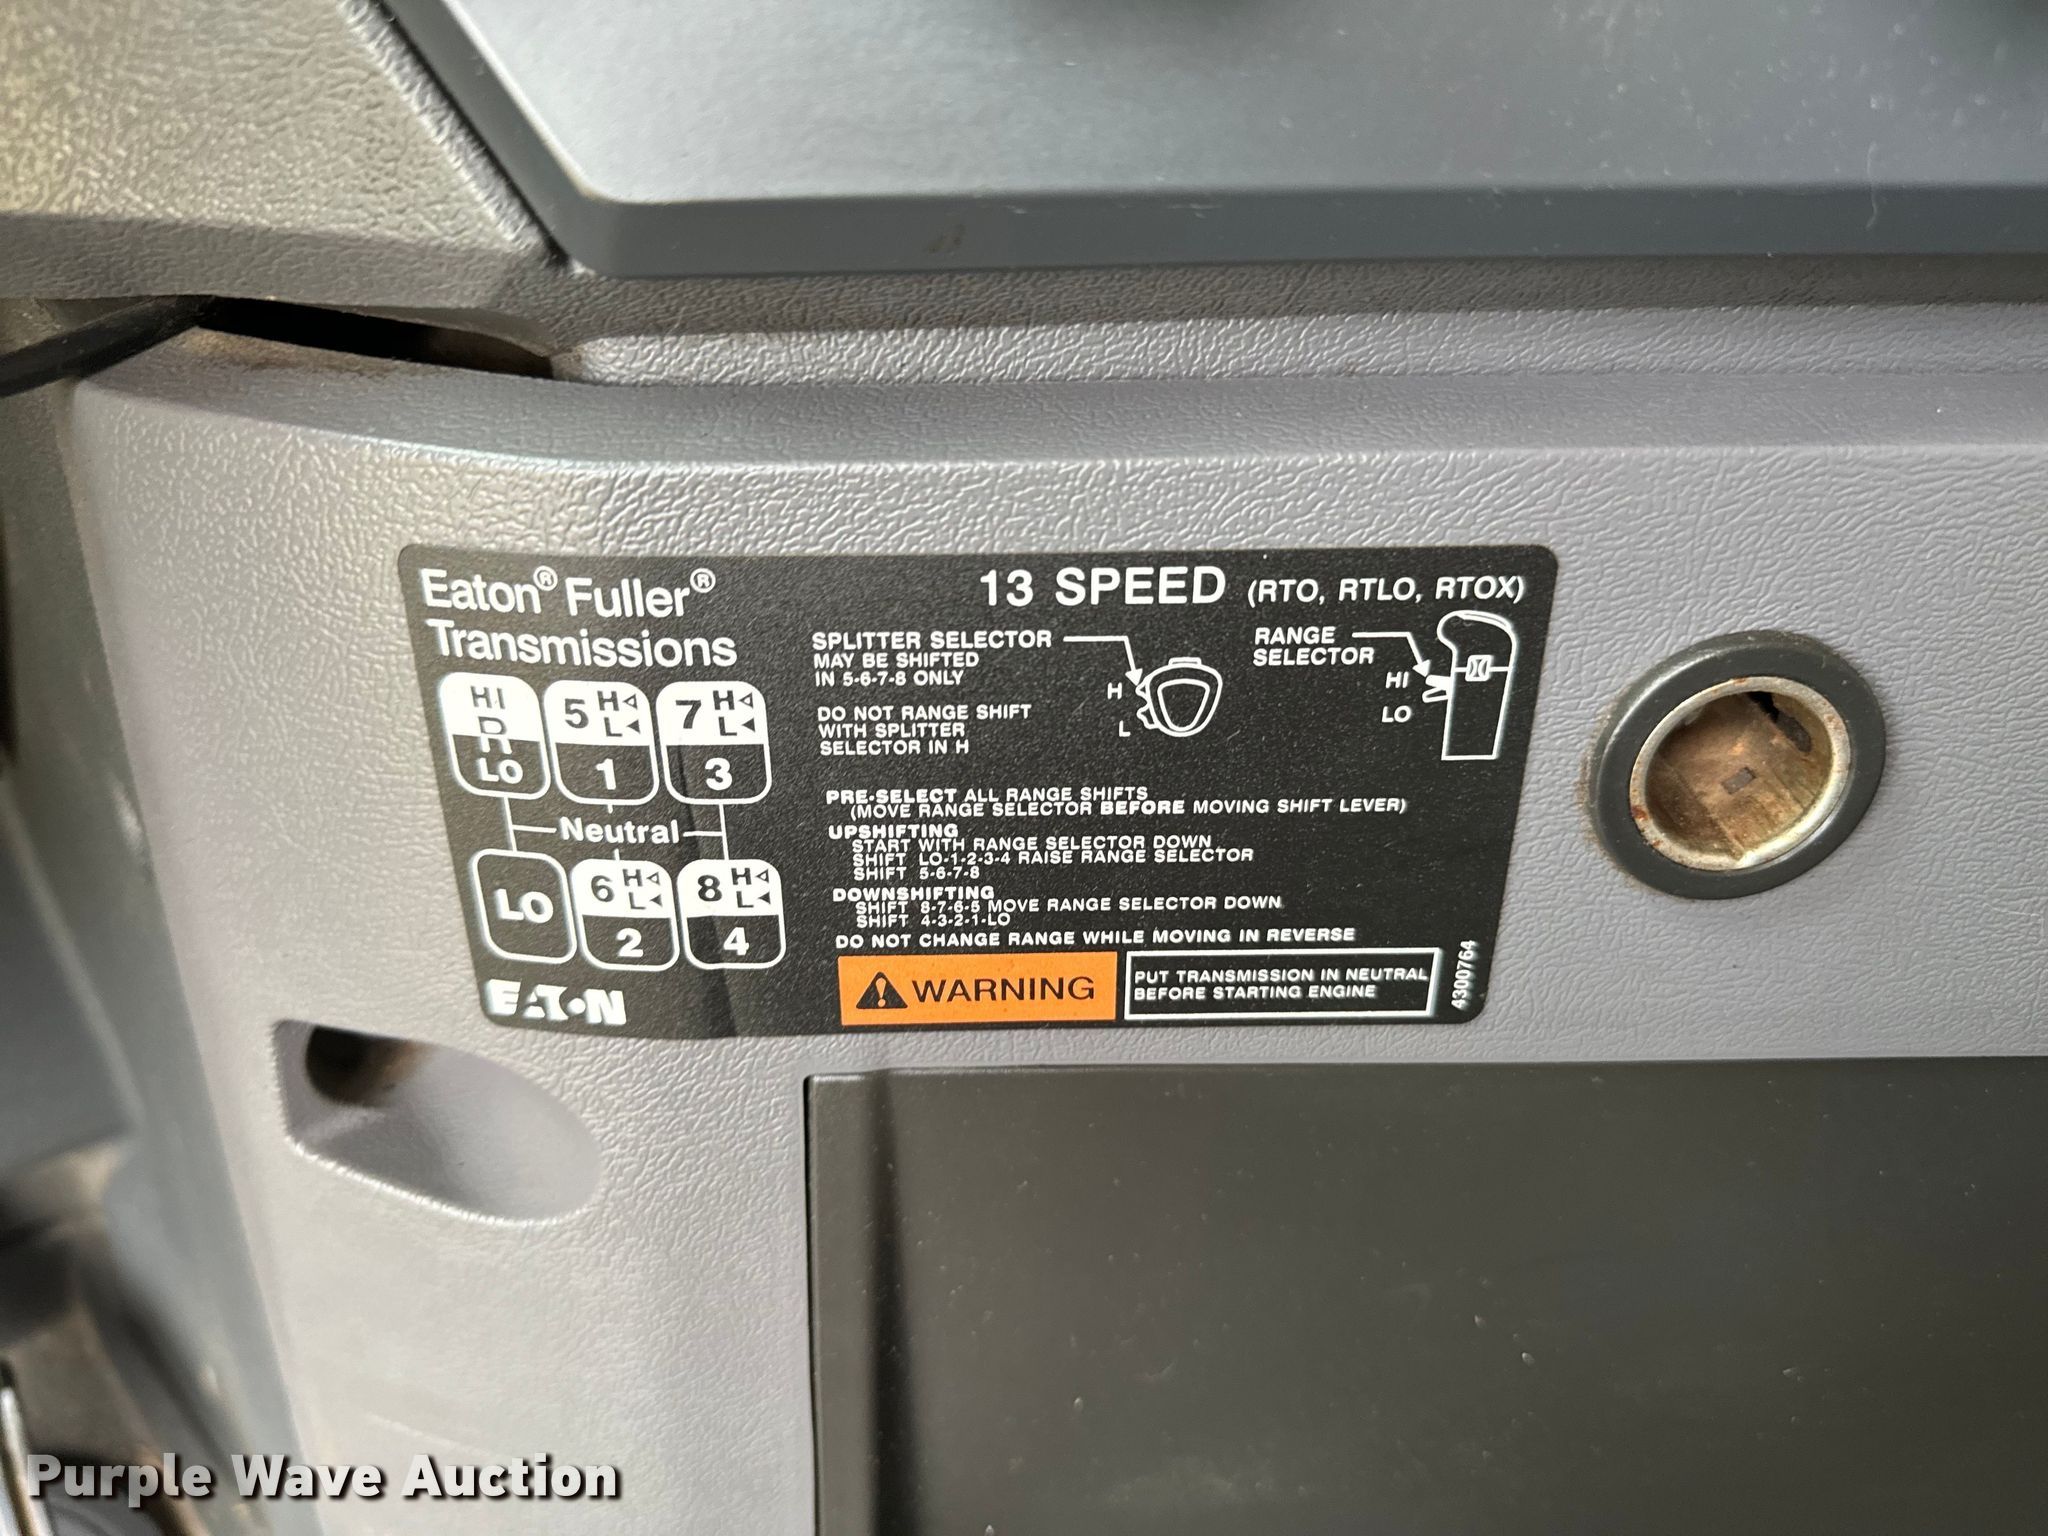 Eaton® Fuller®
Transmissions
13 SPEED (RTO, RTLO, RTOX)
HI
R
LO
5 H
L
1
7 H
L
3
Neutral
LO
6 H
L
2
8 H
L
4
EATON
SPLITTER SELECTOR
MAY BE SHIFTED
IN 5-6-7-8 ONLY
DO NOT RANGE SHIFT
WITH SPLITTER
SELECTOR IN H
H
L
RANGE
SELECTOR
HI
LO
PRE-SELECT ALL RANGE SHIFTS
(MOVE RANGE SELECTOR BEFORE MOVING SHIFT LEVER)
UPSHIFTING
START WITH RANGE SELECTOR DOWN
SHIFT LO-1-2-3-4 RAISE RANGE SELECTOR
SHIFT 5-6-7-8
DOWNSHIFTING
SHIFT 8-7-6-5 MOVE RANGE SELECTOR DOWN
SHIFT 4-3-2-1-LO
DO NOT CHANGE RANGE WHILE MOVING IN REVERSE
WARNING
PUT TRANSMISSION IN NEUTRAL
BEFORE STARTING ENGINE
4300764
Purple Wave Auction